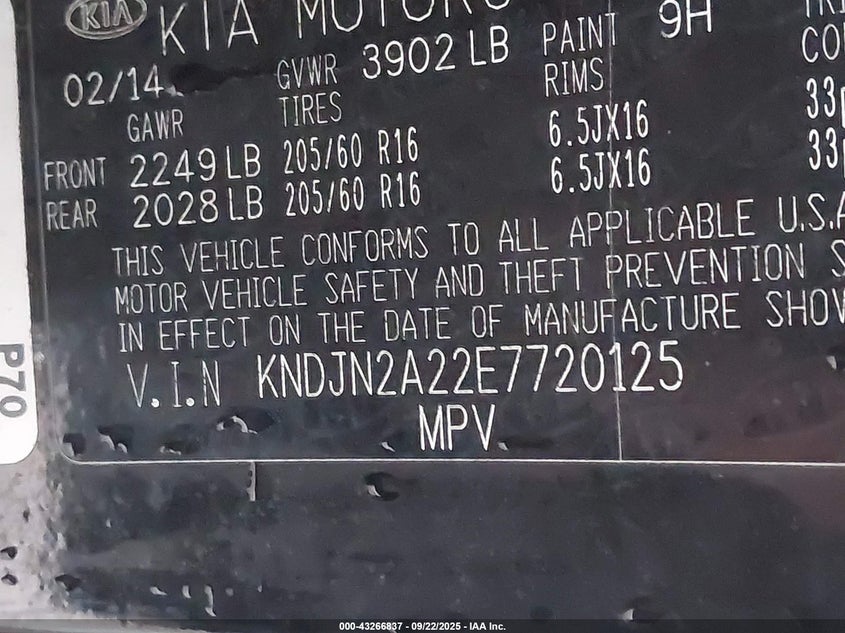 KIA KIA MOTORS
02/14 GVWR 3902 LB PAINT 9H
GAWR TIRES RIMS
FRONT 2249 LB 205/60 R16 6.5JX16 33
REAR 2028 LB 205/60 R16 6.5JX16 33
THIS VEHICLE CONFORMS TO ALL APPLICABLE U.S.A
MOTOR VEHICLE SAFETY AND THEFT PREVENTION S
IN EFFECT ON THE DATE OF MANUFACTURE SHOW
V.I.N KNDJN2A22E7720125
MPV
P70
000-43266837 - 09/22/2025 - IAA Inc.